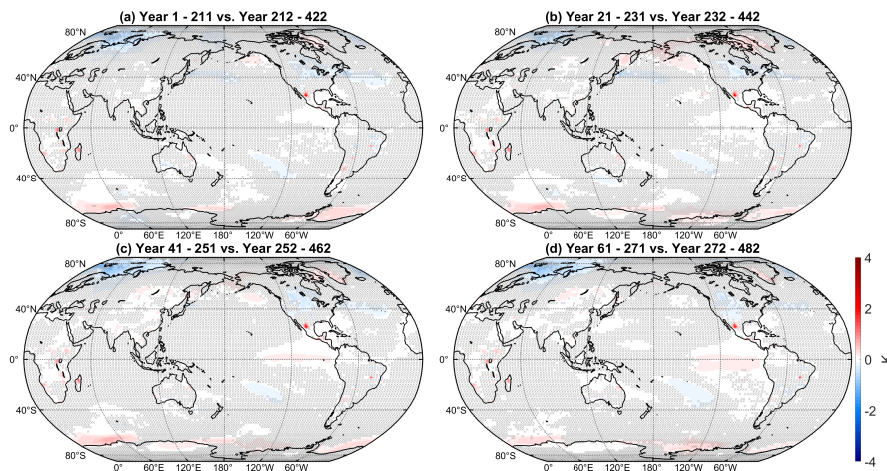 (a) Year 1 - 211 vs. Year 212 - 422
(b) Year 21 - 231 vs. Year 232 - 442
80°N
40°N
0°
40°S
80°S
0° 60°E 120°E 180° 120°W 60°W
80°N
40°N
0°
40°S
80°S
0° 60°E 120°E 180° 120°W 60°W
(c) Year 41 - 251 vs. Year 252 - 462
(d) Year 61 - 271 vs. Year 272 - 482
80°N
40°N
0°
40°S
80°S
0° 60°E 120°E 180° 120°W 60°W
80°N
40°N
0°
40°S
80°S
0° 60°E 120°E 180° 120°W 60°W
4
2
0
-2
-4
K